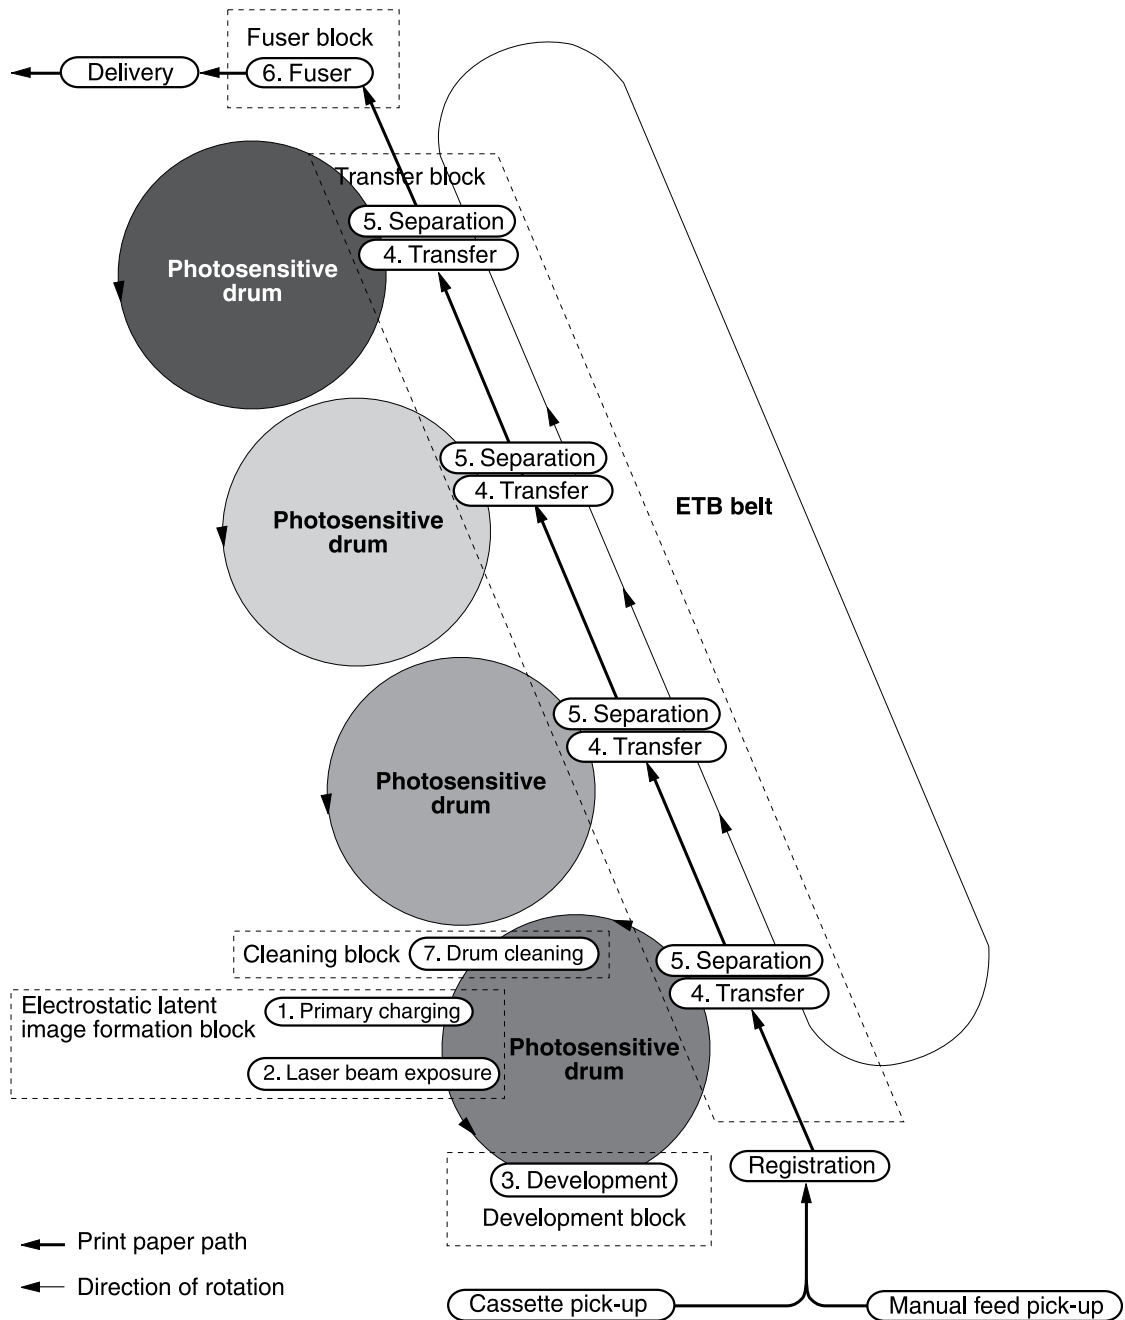 Fuser block
Delivery
6. Fuser
Transfer block
5. Separation
4. Transfer
Photosensitive
drum
5. Separation
4. Transfer
ETB belt
Photosensitive
drum
5. Separation
4. Transfer
Photosensitive
drum
Cleaning block
7. Drum cleaning
5. Separation
4. Transfer
Electrostatic latent
image formation block
1. Primary charging
2. Laser beam exposure
Photosensitive
drum
Registration
3. Development
Development block
Print paper path
Direction of rotation
Cassette pick-up
Manual feed pick-up